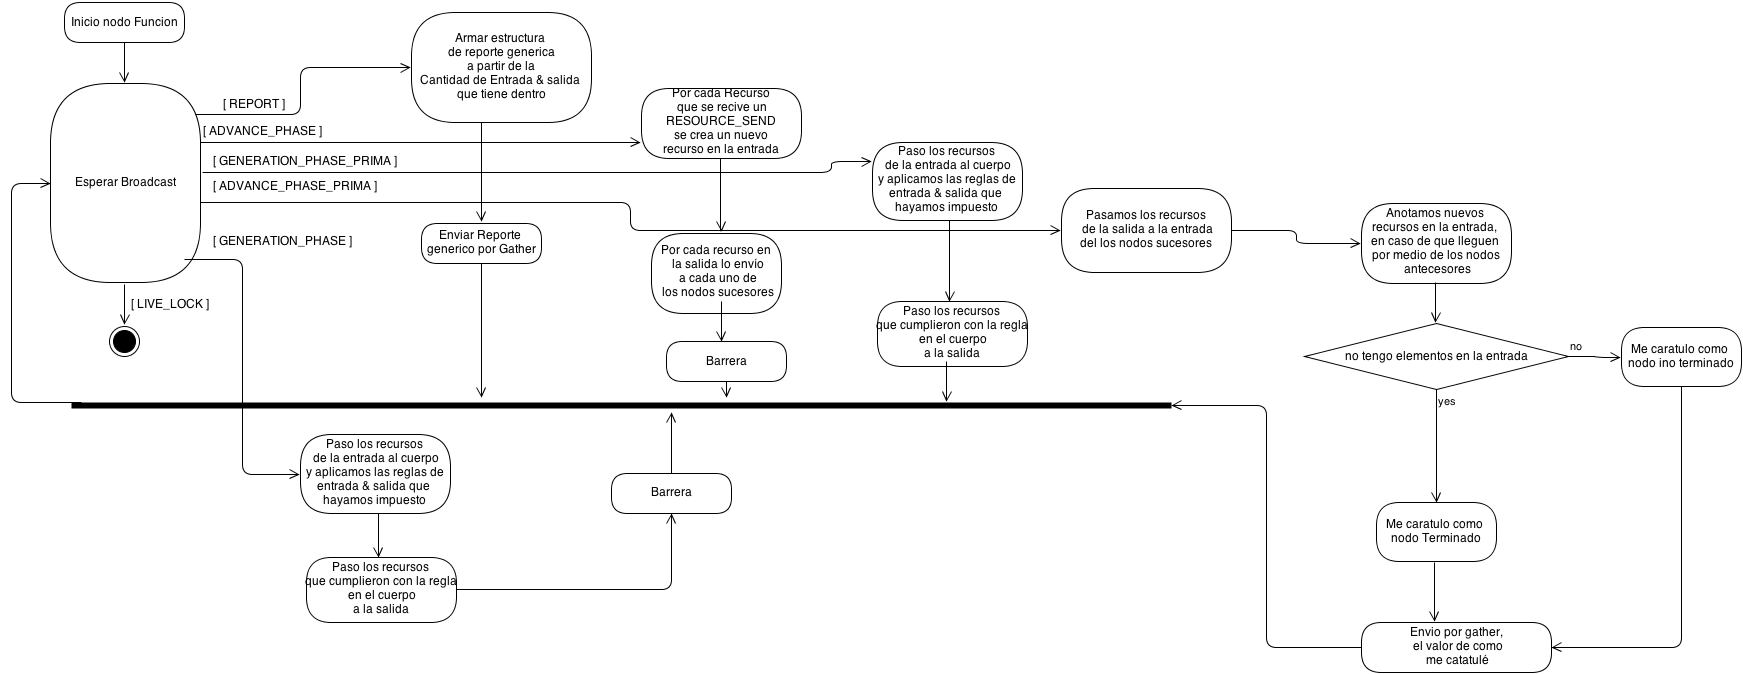 Inicio nodo Funcion
Armar estructura
de reporte generica
a partir de la
Cantidad de Entrada & salida
que tiene dentro
[ REPORT ]
Por cada Recurso
que se recive un
RESOURCE_SEND
se crea un nuevo
recurso en la entrada
[ ADVANCE_PHASE ]
[ GENERATION_PHASE_PRIMA ]
Paso los recursos
de la entrada al cuerpo
y aplicamos las reglas de
entrada & salida que
hayamos impuesto
Esperar Broadcast
[ ADVANCE_PHASE_PRIMA ]
Pasamos los recursos
de la salida a la entrada
del los nodos sucesores
Anotamos nuevos
recursos en la entrada,
en caso de que lleguen
por medio de los nodos
antecesores
Enviar Reporte
generico por Gather
[ GENERATION_PHASE ]
Por cada recurso en
la salida lo envío
a cada uno de
los nodos sucesores
[ LIVE_LOCK ]
Paso los recursos
que cumplieron con la regla
en el cuerpo
a la salida
Barrera
no tengo elementos en la entrada
no
Me caratulo como
nodo ino terminado
yes
Paso los recursos
de la entrada al cuerpo
y aplicamos las reglas de
entrada & salida que
hayamos impuesto
Barrera
Me caratulo como
nodo Terminado
Paso los recursos
que cumplieron con la regla
en el cuerpo
a la salida
Envio por gather,
el valor de como
me catatulé